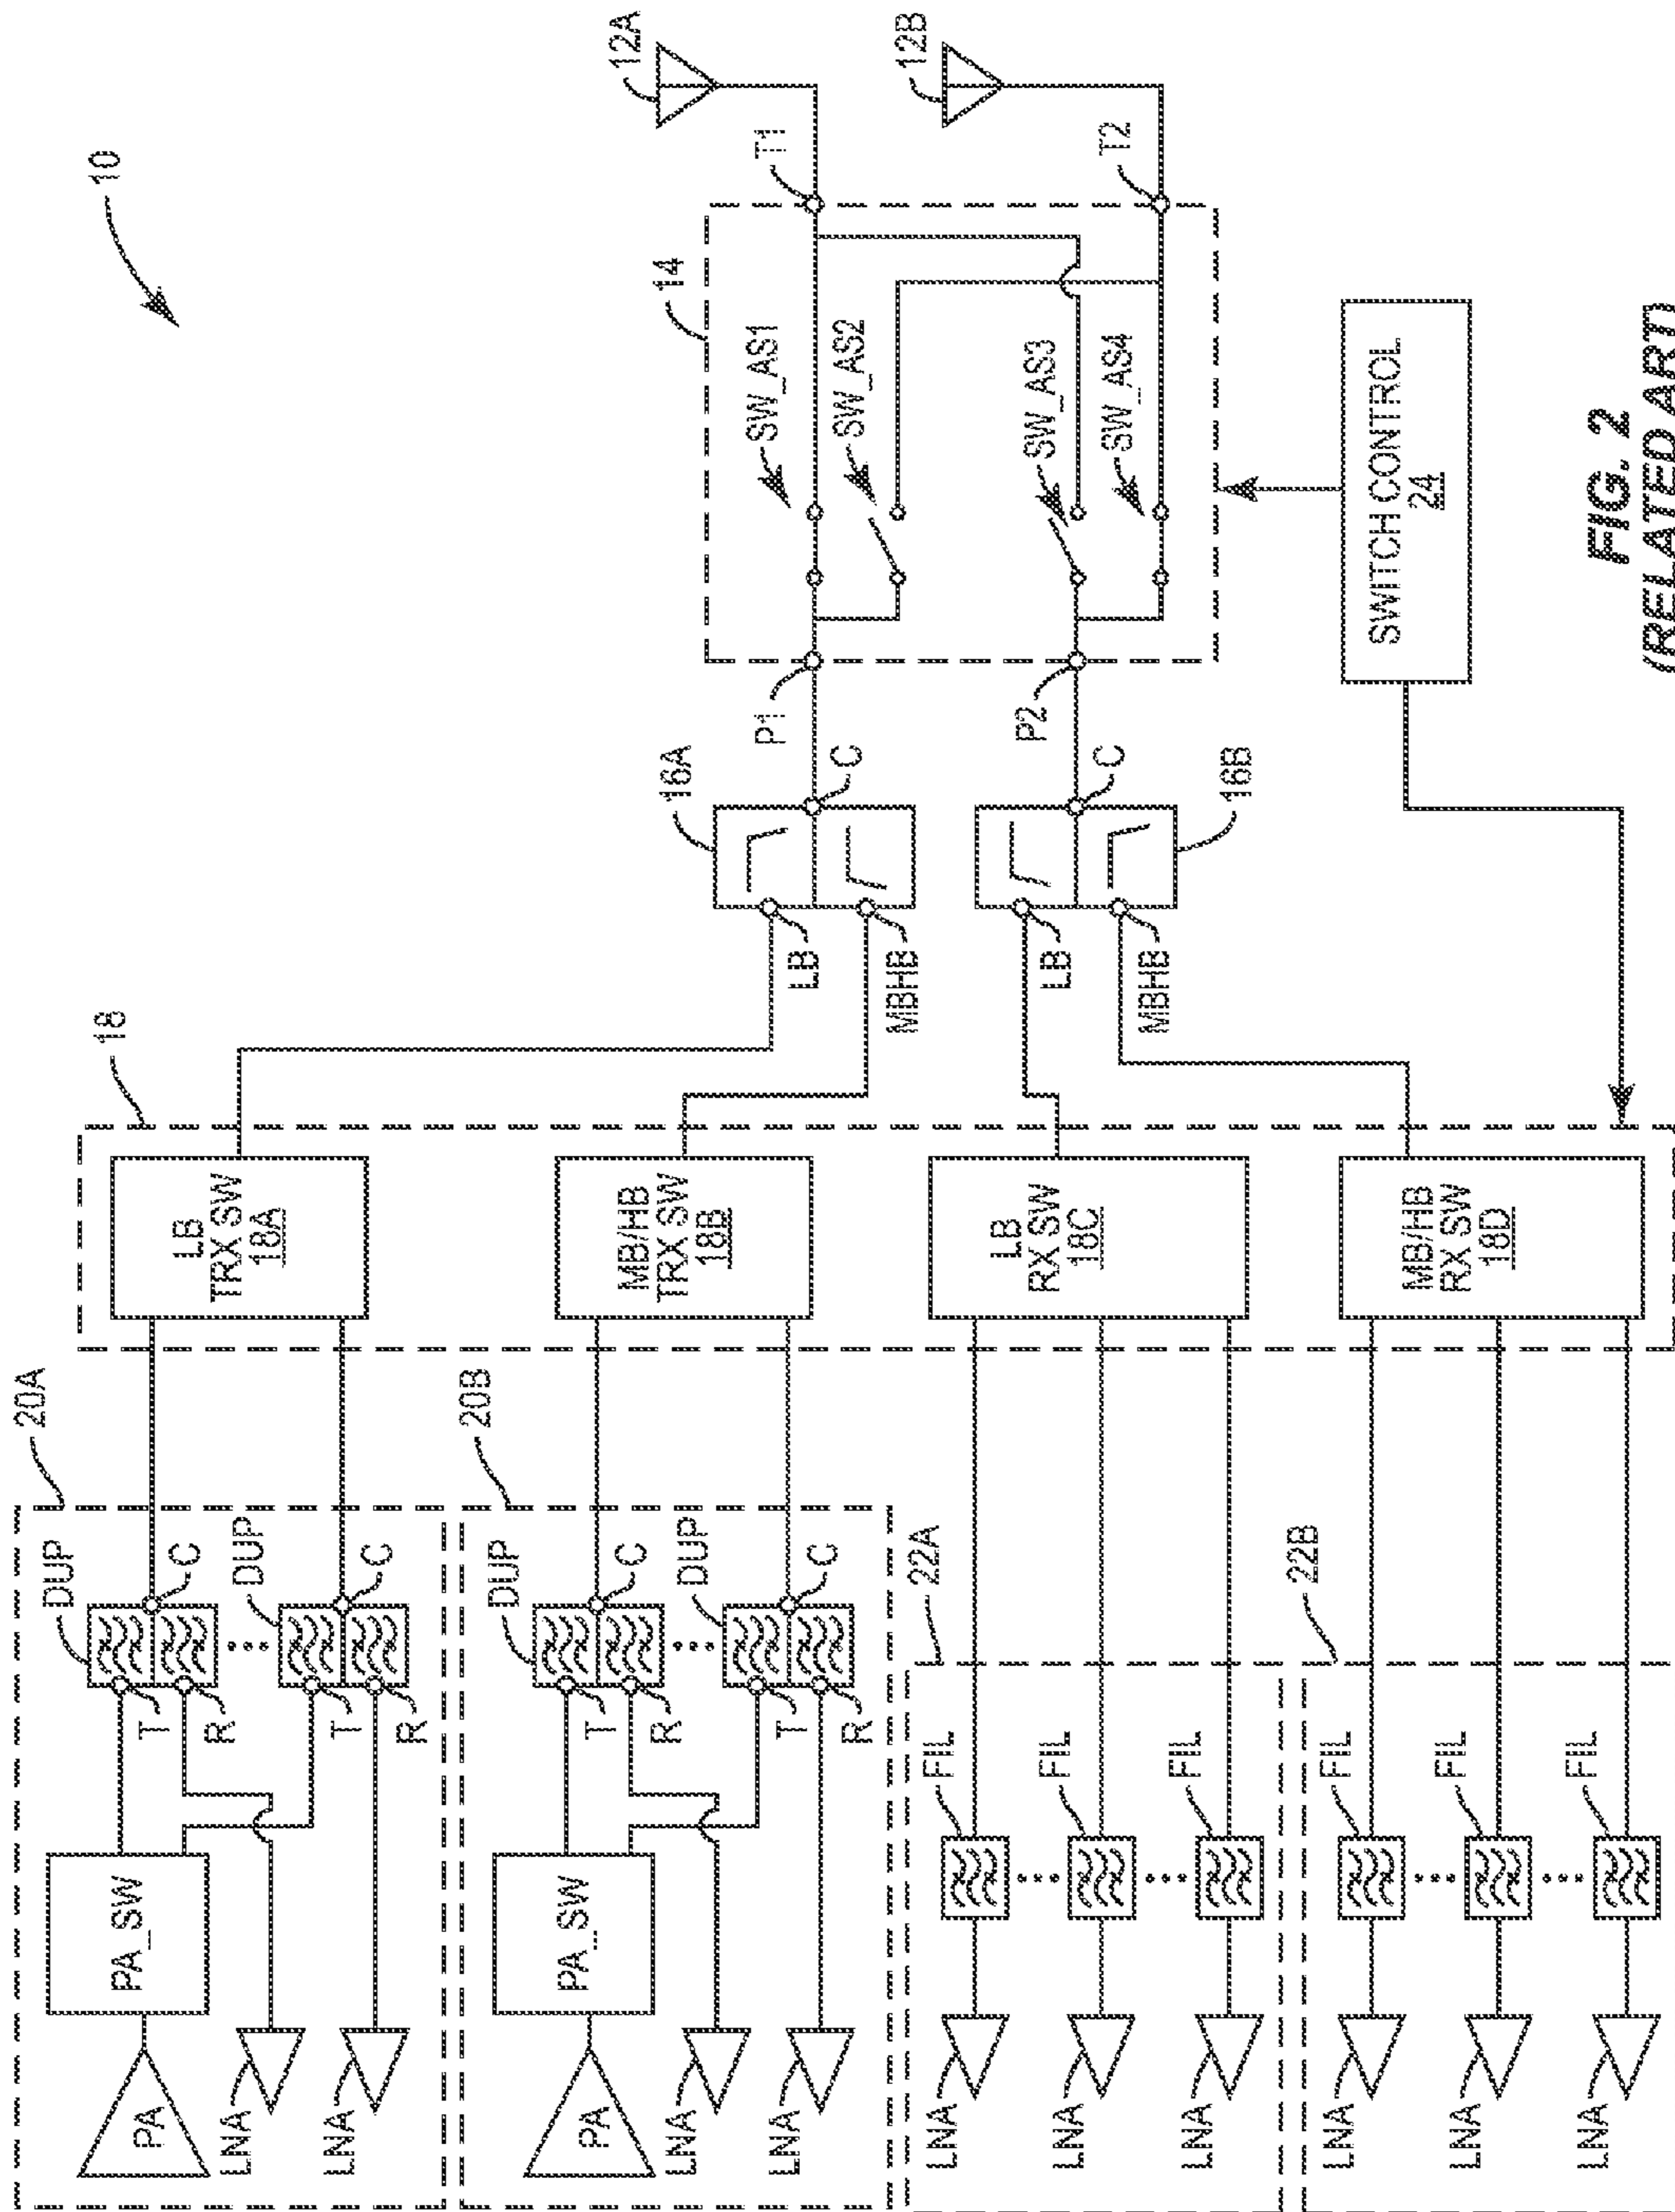 10
12A
12B
T1
T2
14
SW_AS1
SW_AS2
SW_AS3
SW_AS4
P1
P2
SWITCH CONTROL
24
16A
C
LB
MBHB
16B
C
LB
MBHB
18
LB
TRX SW
18A
MB/HB
TRX SW
18B
LB
RX SW
18C
MB/HB
RX SW
18D
20A
DUP
C
T
R
DUP
C
T
R
PA_SW
PA
LNA
LNA
20B
DUP
C
T
R
DUP
C
T
R
PA_SW
PA
LNA
LNA
22A
FIL
FIL
FIL
LNA
LNA
LNA
22B
FIL
FIL
FIL
LNA
LNA
LNA
FIG. 2
(RELATED ART)